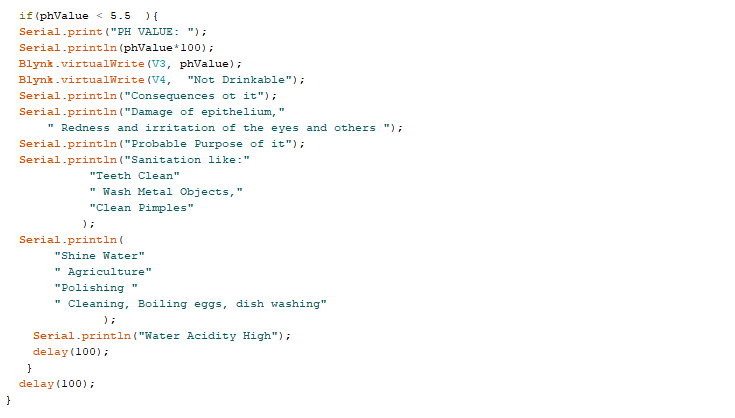 if(phValue < 5.5  ){
Serial.print("PH VALUE: ");
Serial.println(phValue*100);
Blynk.virtualWrite(V3, phValue);
Blynk.virtualWrite(V4,  "Not Drinkable");
Serial.println("Consequences ot it");
Serial.println("Damage of epithelium,"
" Redness and irritation of the eyes and others ");
Serial.println("Probable Purpose of it");
Serial.println("Sanitation like:"
"Teeth Clean"
" Wash Metal Objects,"
"Clean Pimples"
);
Serial.println(
"Shine Water"
" Agriculture"
"Polishing "
" Cleaning, Boiling eggs, dish washing"
);
Serial.println("Water Acidity High");
delay(100);
}
delay(100);
}